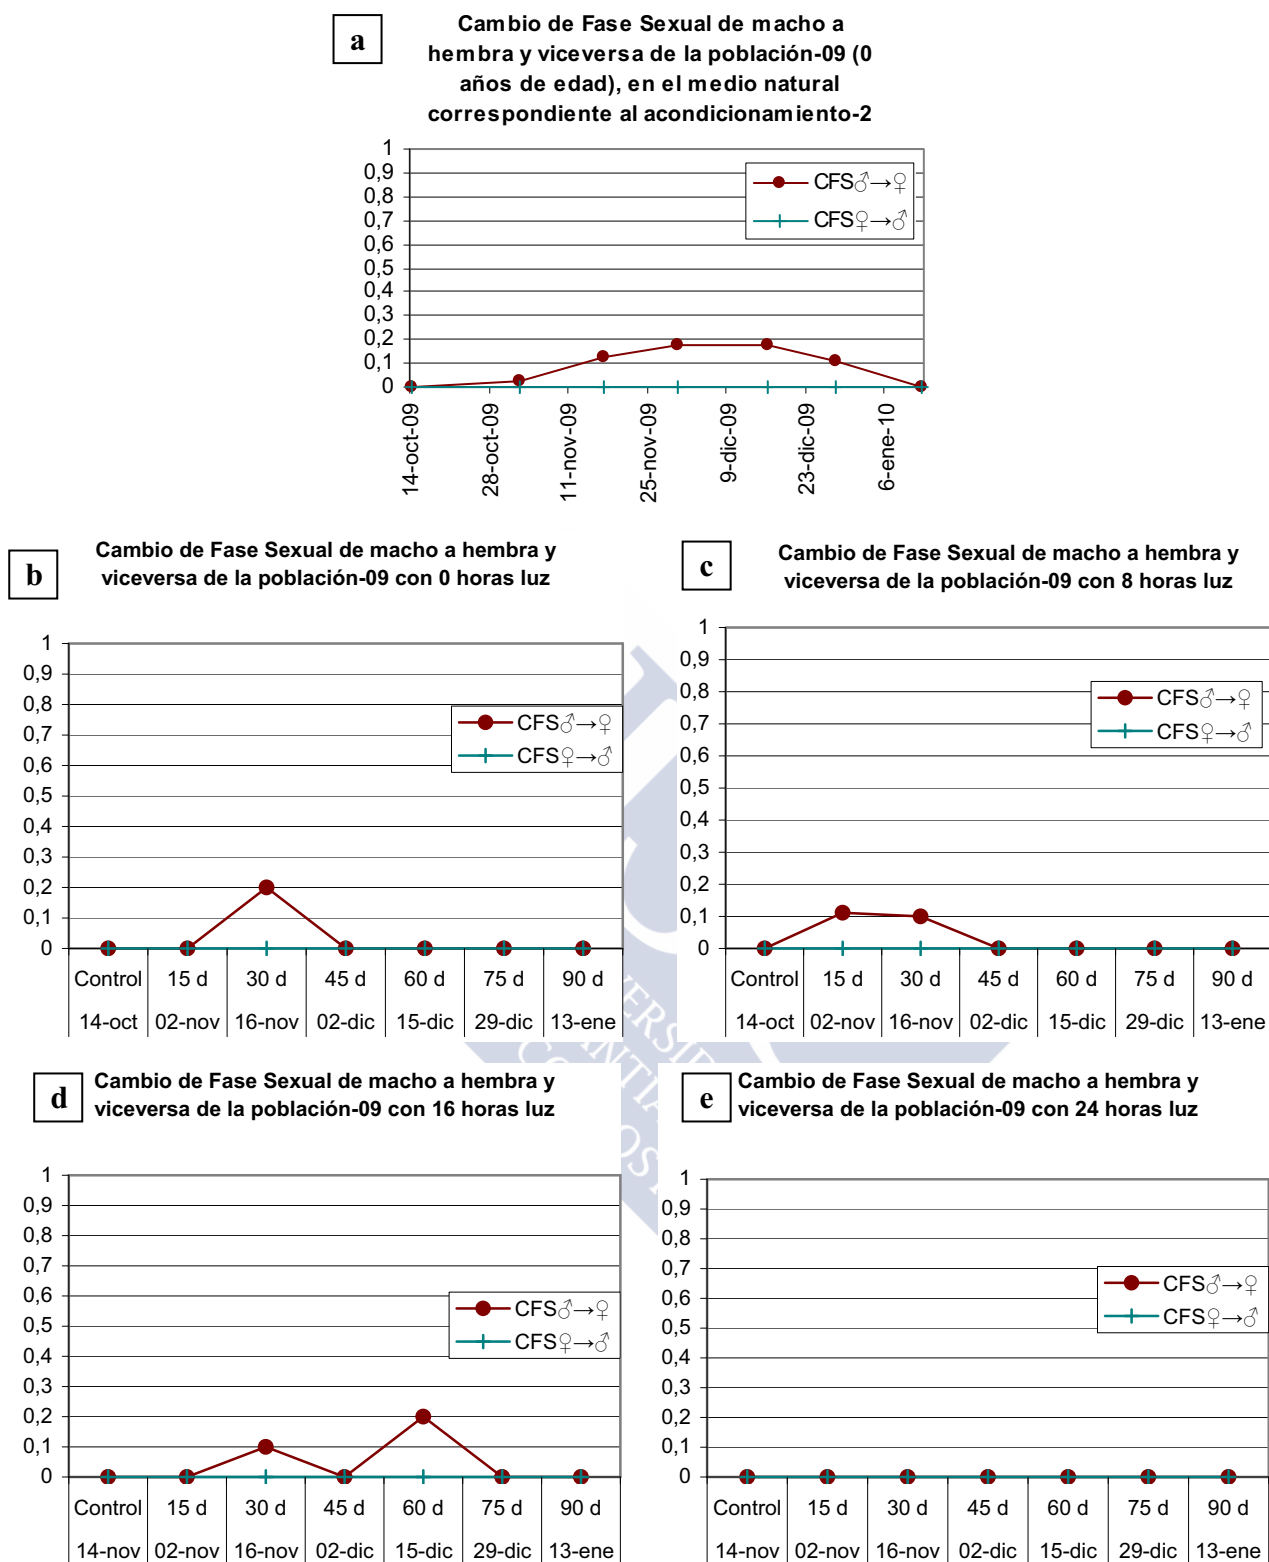 a
Cambio de Fase Sexual de macho a
hembra y viceversa de la población-09 (0
años de edad), en el medio natural
correspondiente al acondicionamiento-2
1
0,9
0,8
0,7
0,6
0,5
0,4
0,3
0,2
0,1
0
CFS♂→♀
CFS♀→♂
14-oct-09
28-oct-09
11-nov-09
25-nov-09
9-dic-09
23-dic-09
6-ene-10
b
Cambio de Fase Sexual de macho a hembra y
viceversa de la población-09 con 0 horas luz
1
0,9
0,8
0,7
0,6
0,5
0,4
0,3
0,2
0,1
0
CFS♂→♀
CFS♀→♂
Control 15 d 30 d 45 d 60 d 75 d 90 d
14-oct 02-nov 16-nov 02-dic 15-dic 29-dic 13-ene
c
Cambio de Fase Sexual de macho a hembra y
viceversa de la población-09 con 8 horas luz
1
0,9
0,8
0,7
0,6
0,5
0,4
0,3
0,2
0,1
0
CFS♂→♀
CFS♀→♂
Control 15 d 30 d 45 d 60 d 75 d 90 d
14-oct 02-nov 16-nov 02-dic 15-dic 29-dic 13-ene
d
Cambio de Fase Sexual de macho a hembra y
viceversa de la población-09 con 16 horas luz
1
0,9
0,8
0,7
0,6
0,5
0,4
0,3
0,2
0,1
0
CFS♂→♀
CFS♀→♂
Control 15 d 30 d 45 d 60 d 75 d 90 d
14-nov 02-nov 16-nov 02-dic 15-dic 29-dic 13-ene
e
Cambio de Fase Sexual de macho a hembra y
viceversa de la población-09 con 24 horas luz
1
0,9
0,8
0,7
0,6
0,5
0,4
0,3
0,2
0,1
0
CFS♂→♀
CFS♀→♂
Control 15 d 30 d 45 d 60 d 75 d 90 d
14-nov 02-nov 16-nov 02-dic 15-dic 29-dic 13-ene